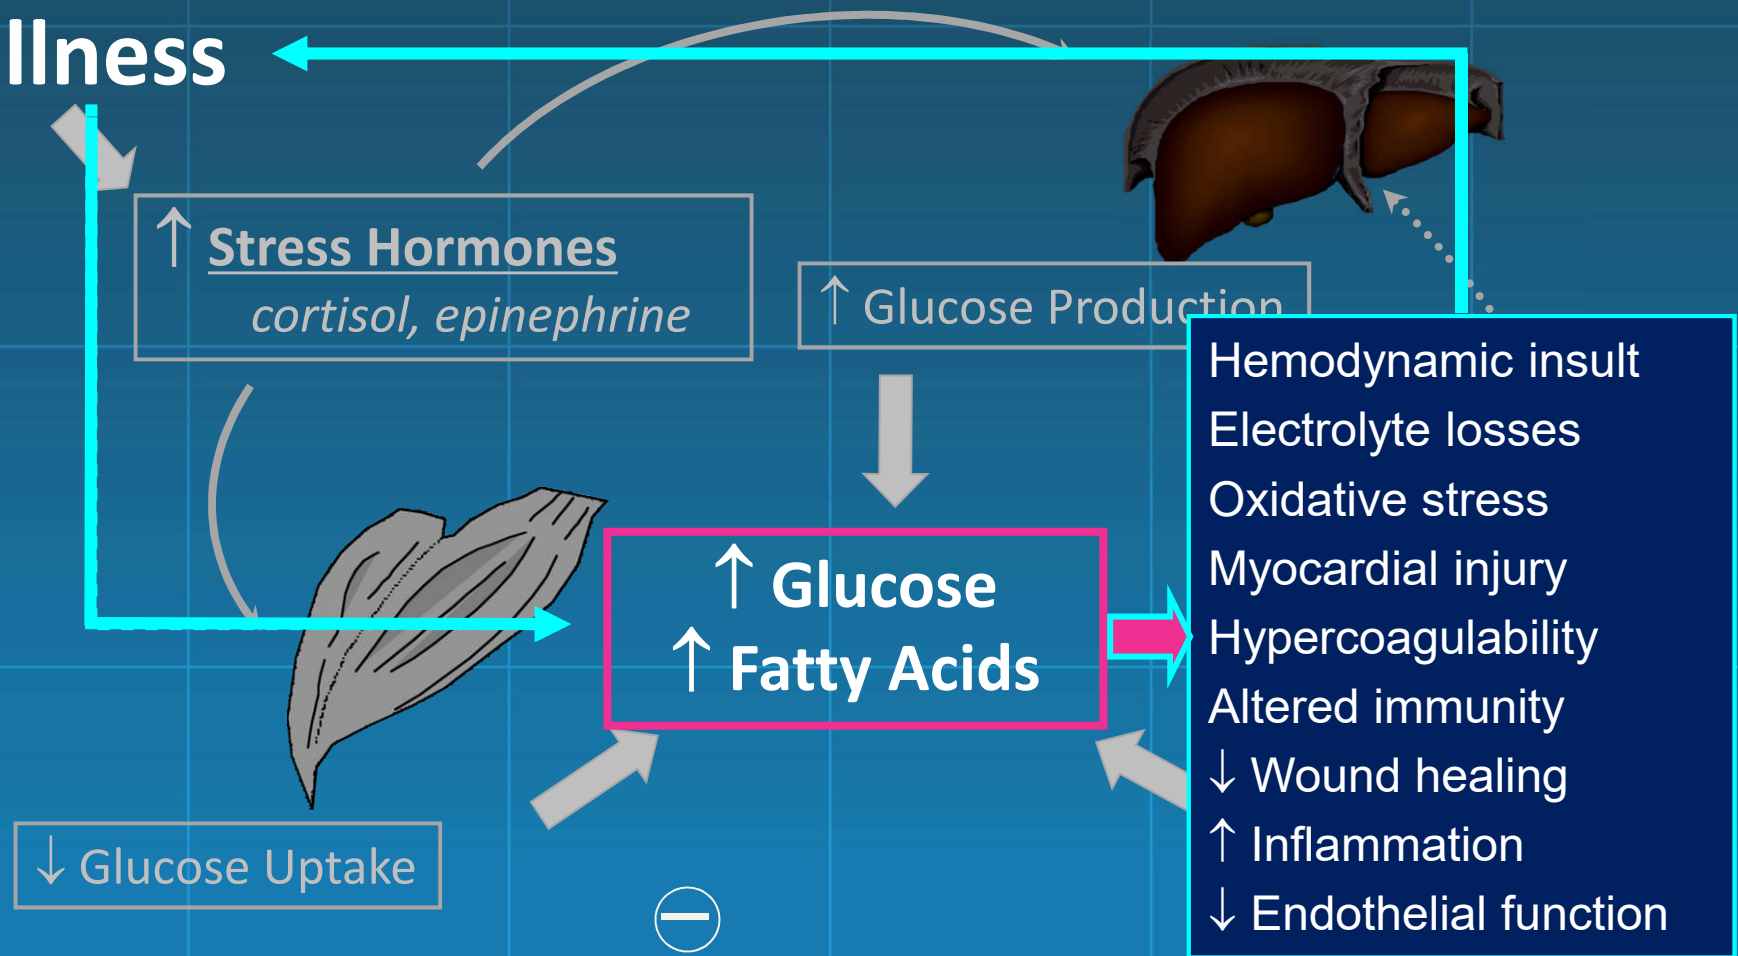 llness
↑ Stress Hormones
cortisol, epinephrine
↑ Glucose Production
↑ Glucose
↑ Fatty Acids
↓ Glucose Uptake
Hemodynamic insult
Electrolyte losses
Oxidative stress
Myocardial injury
Hypercoagulability
Altered immunity
↓ Wound healing
↑ Inflammation
↓ Endothelial function